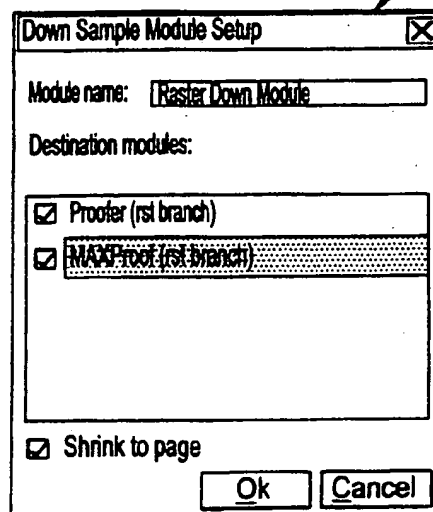 Down Sample Module Setup
Module name: Raster Down Module
Destination modules:
Proofer (rst branch)
MAXProof (rst branch)
Shrink to page
Ok Cancel